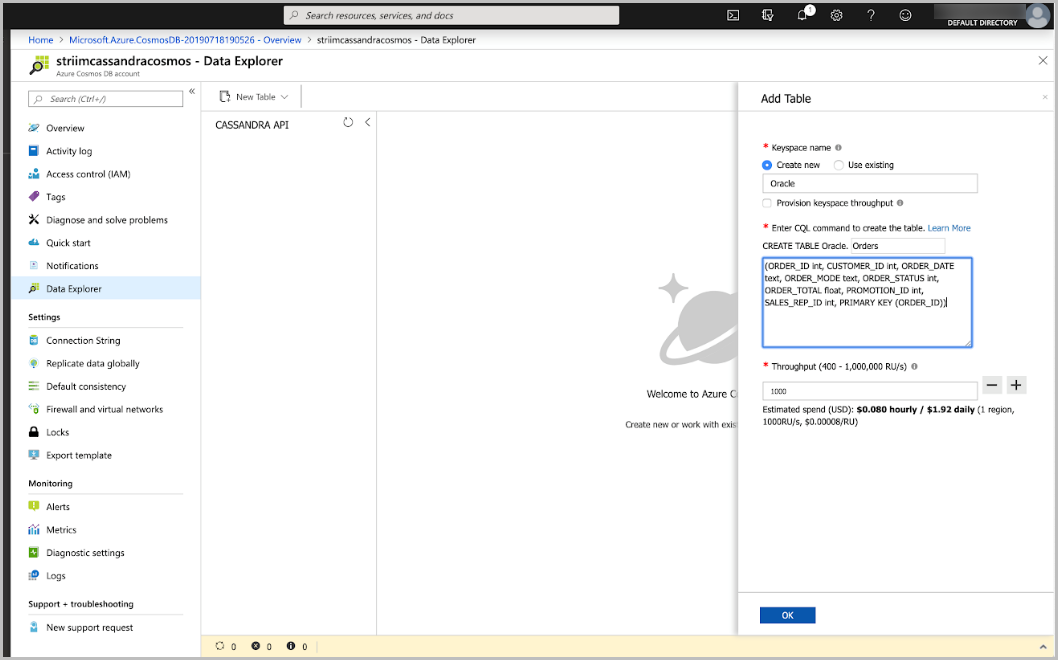 Search resources, services, and docs
1
DEFAULT DIRECTORY
Home > Microsoft.Azure.CosmosDB-20190718190526 - Overview > striimcassandracosmos - Data Explorer
striimcassandracosmos - Data Explorer
Azure Cosmos DB account
Search (Ctrl+/)
Overview
Activity log
Access control (IAM)
Tags
Diagnose and solve problems
Quick start
Notifications
Data Explorer
Settings
Connection String
Replicate data globally
Default consistency
Firewall and virtual networks
Locks
Export template
Monitoring
Alerts
Metrics
Diagnostic settings
Logs
Support + troubleshooting
New support request
New Table
CASSANDRA API
Welcome to Azure C
Create new or work with exis
0 0 0
Add Table
* Keyspace name
Create new Use existing
Oracle
Provision keyspace throughput
* Enter CQL command to create the table. Learn More
CREATE TABLE Oracle. Orders
(ORDER_ID int, CUSTOMER_ID int, ORDER_DATE
text, ORDER_MODE text, ORDER_STATUS int,
ORDER_TOTAL float, PROMOTION_ID int,
SALES_REP_ID int, PRIMARY KEY (ORDER_ID))
* Throughput (400 - 1,000,000 RU/s)
1000
Estimated spend (USD): $0.080 hourly / $1.92 daily (1 region,
1000RU/s, $0.00008/RU)
OK